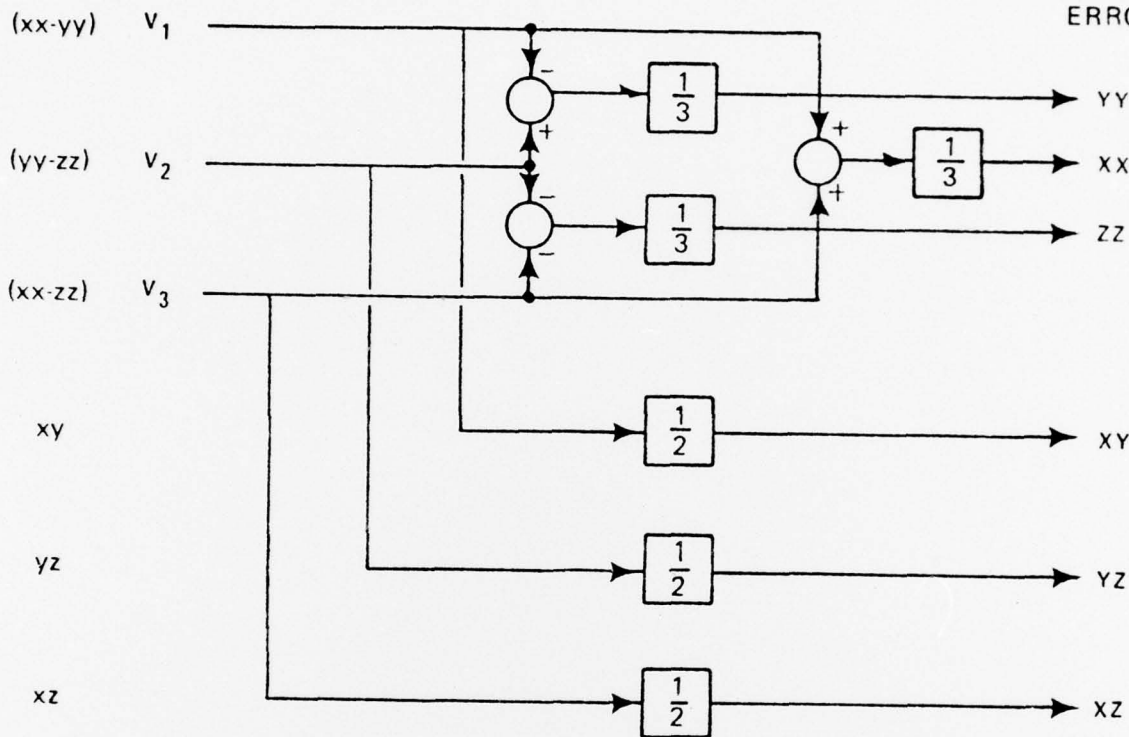 (xx-yy) V1 ERRO
− 1/3 YY
+ + 1/3 XX
(yy-zz) V2
− + 1/3 ZZ
−
(xx-zz) V3
xy 1/2 XY
yz 1/2 YZ
xz 1/2 XZ